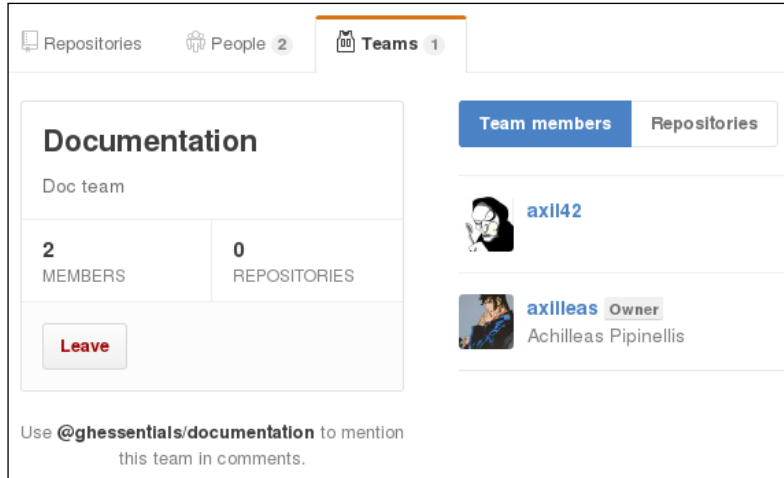 Repositories People 2 Teams 1
Documentation
Doc team
2
MEMBERS
0
REPOSITORIES
Leave
Use @ghessentials/documentation to mention
this team in comments.
Team members Repositories
axil42
axilleas Owner
Achilleas Pipinellis